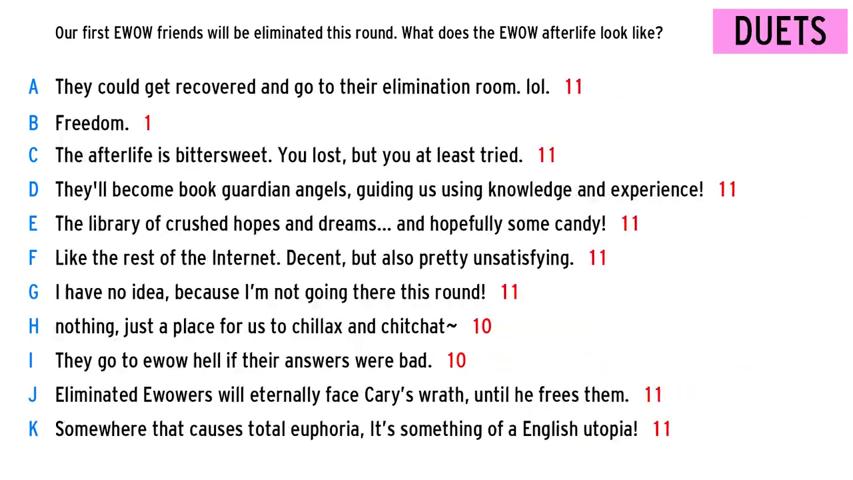 Our first EWOW friends will be eliminated this round. What does the EWOW afterlife look like?
DUETS
A They could get recovered and go to their elimination room. lol. 11
B Freedom. 1
C The afterlife is bittersweet. You lost, but you at least tried. 11
D They'll become book guardian angels, guiding us using knowledge and experience! 11
E The library of crushed hopes and dreams... and hopefully some candy! 11
F Like the rest of the Internet. Decent, but also pretty unsatisfying. 11
G I have no idea, because I'm not going there this round! 11
H nothing, just a place for us to chillax and chitchat~ 10
I They go to ewow hell if their answers were bad. 10
J Eliminated Ewowers will eternally face Cary's wrath, until he frees them. 11
K Somewhere that causes total euphoria, It's something of a English utopia! 11